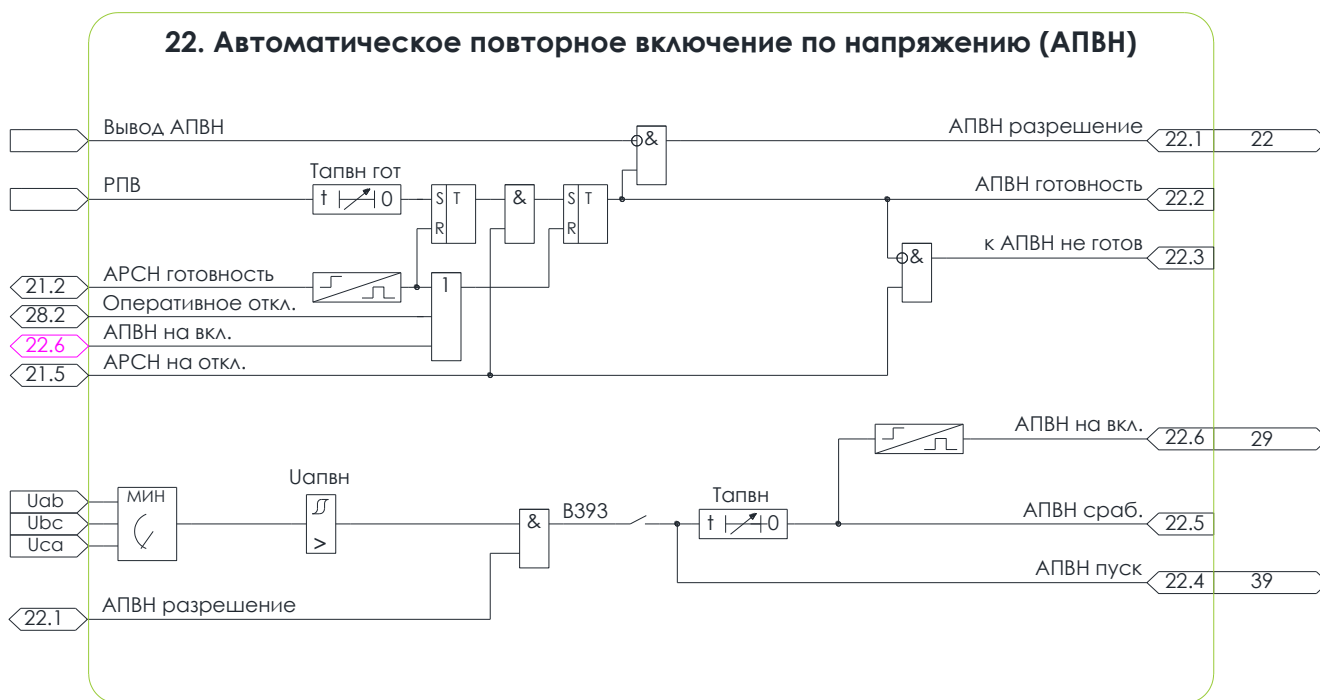 22. Автоматическое повторное включение по напряжению (АПВН)
Вывод АПВН
&
АПВН разрешение
22.1
22
РПВ
Тапвн гот
t
0
S
T
R
&
S
T
R
АПВН готовность
22.2
&
к АПВН не готов
22.3
21.2
АРСН готовность
1
28.2
Оперативное откл.
22.6
АПВН на вкл.
21.5
АРСН на откл.
АПВН на вкл.
22.6
29
Uab
Ubc
Uca
МИН
Uапвн
>
&
В393
Тапвн
t
0
АПВН сраб.
22.5
АПВН пуск
22.4
39
22.1
АПВН разрешение